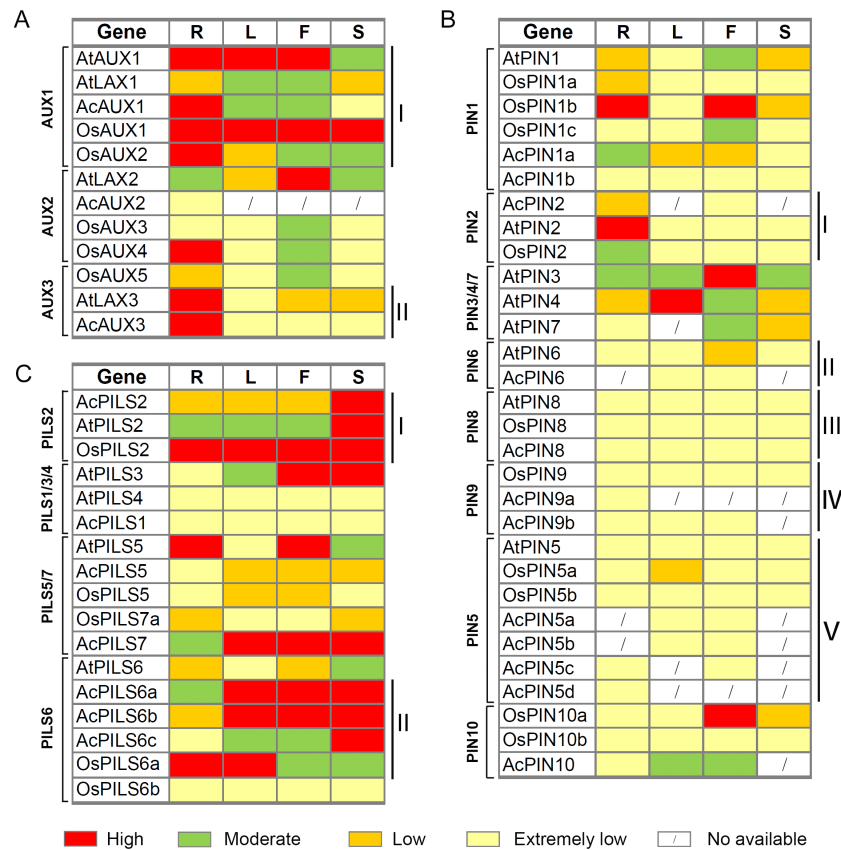 A
Gene R L F S
AUX1
AtAUX1
AtLAX1
AcAUX1
OsAUX1
OsAUX2
I
AUX2
AtLAX2
AcAUX2 / / /
OsAUX3
OsAUX4
AUX3
OsAUX5
AtLAX3
AcAUX3
II
C
Gene R L F S
PILS2
AcPILS2
AtPILS2
OsPILS2
I
PILS1/3/4
AtPILS3
AtPILS4
AcPILS1
PILS5/7
AtPILS5
AcPILS5
OsPILS5
OsPILS7a
AcPILS7
PILS6
AtPILS6
AcPILS6a
AcPILS6b
AcPILS6c
OsPILS6a
OsPILS6b
II
B
Gene R L F S
PIN1
AtPIN1
OsPIN1a
OsPIN1b
OsPIN1c
AcPIN1a
AcPIN1b
PIN2
AcPIN2 / /
AtPIN2
OsPIN2
I
PIN3/4/7
AtPIN3
AtPIN4
AtPIN7 /
PIN6
AtPIN6
AcPIN6 / /
II
PIN8
AtPIN8
OsPIN8
AcPIN8
III
PIN9
OsPIN9
AcPIN9a / / /
AcPIN9b /
IV
PIN5
AtPIN5
OsPIN5a
OsPIN5b
AcPIN5a / /
AcPIN5b / /
AcPIN5c / /
AcPIN5d / / /
V
PIN10
OsPIN10a
OsPIN10b
AcPIN10 /
High Moderate Low Extremely low / No available